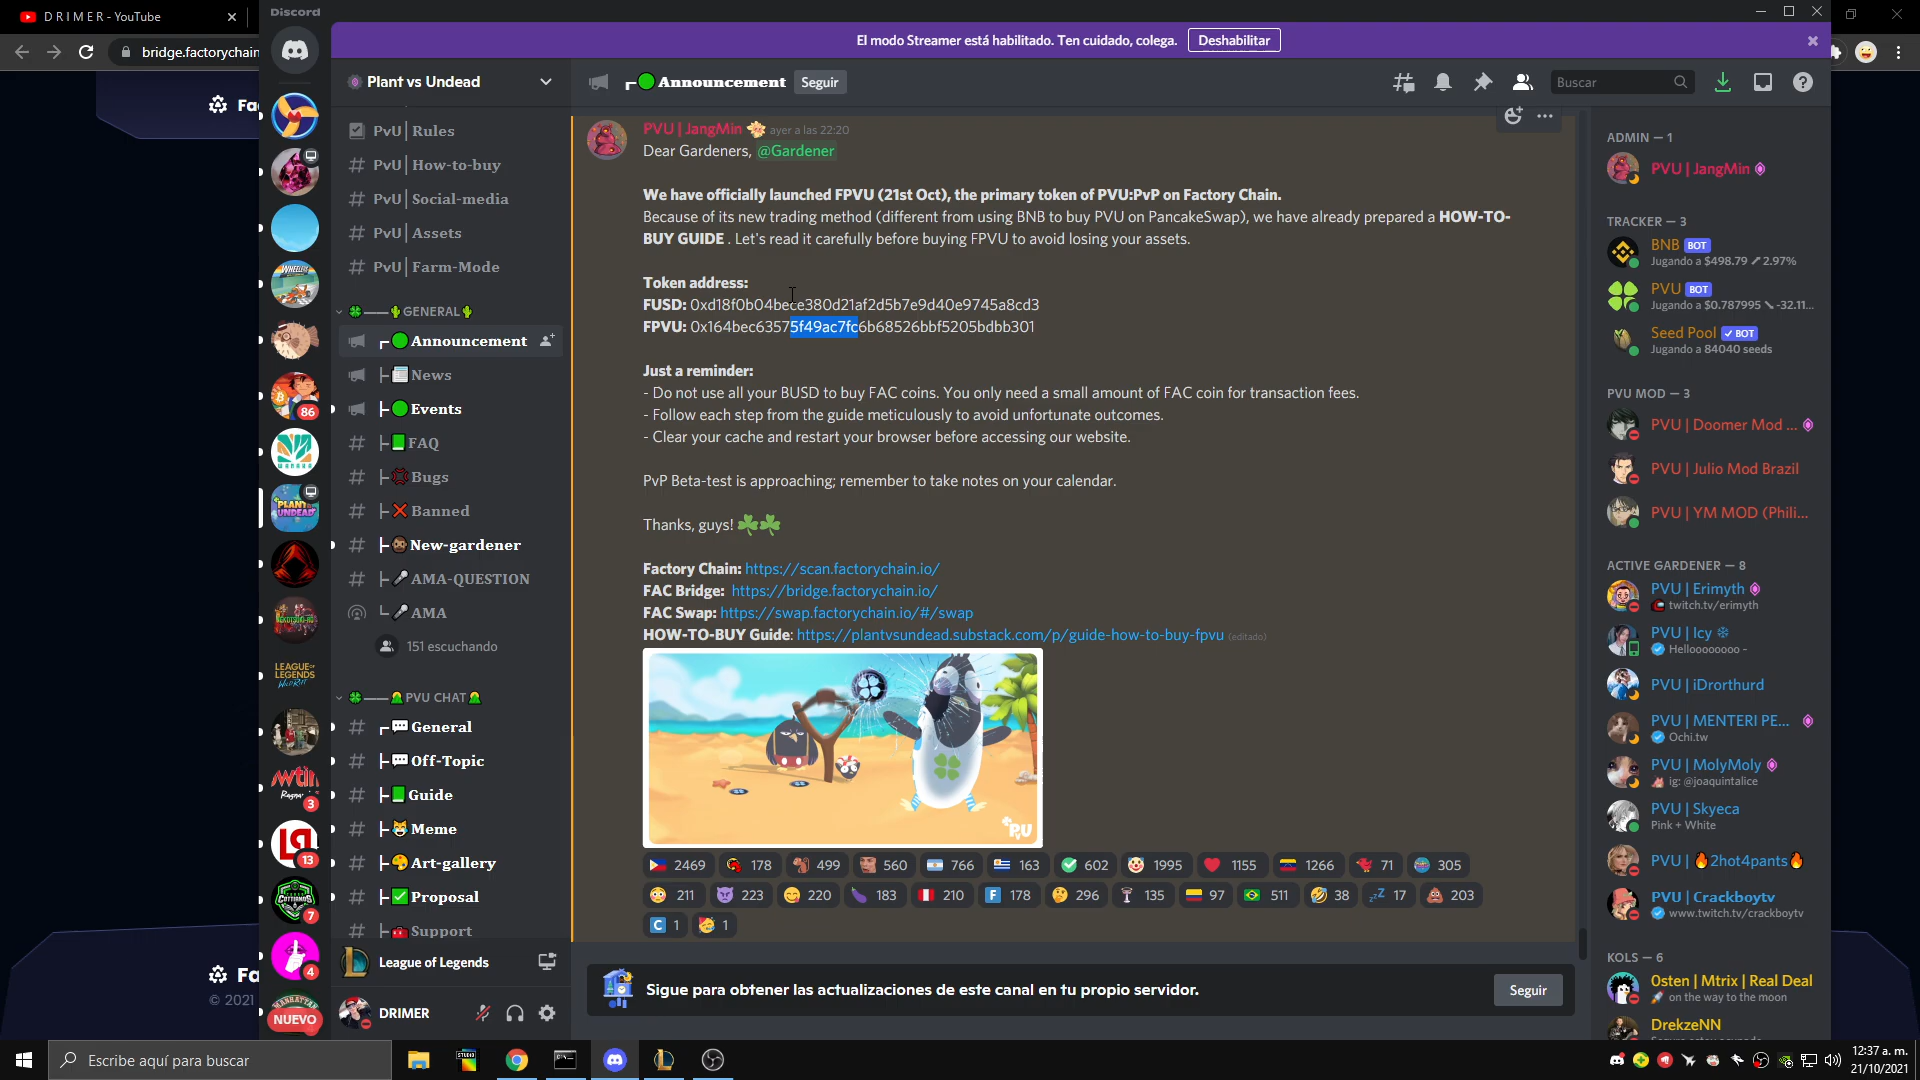 D R I M E R - YouTube
bridge.factorychain
Discord
El modo Streamer está habilitado. Ten cuidado, colega.
Deshabilitar
Plant vs Undead
Announcement
Seguir
Buscar
PvU | Rules
PvU | How-to-buy
PvU | Social-media
PvU | Assets
PvU | Farm-Mode
GENERAL
Announcement
News
Events
FAQ
Bugs
Banned
New-gardener
AMA-QUESTION
AMA
151 escuchando
PVU CHAT
General
Off-Topic
Guide
Meme
Art-gallery
Proposal
Support
League of Legends
DRIMER
86
3
13
7
4
NUEVO
PVU | JangMin ayer a las 22:20
Dear Gardeners, @Gardener
We have officially launched FPVU (21st Oct), the primary token of PVU:PvP on Factory Chain.
Because of its new trading method (different from using BNB to buy PVU on PancakeSwap), we have already prepared a HOW-TO-
BUY GUIDE . Let's read it carefully before buying FPVU to avoid losing your assets.
Token address:
FUSD: 0xd18f0b04bece380d21af2d5b7e9d40e9745a8cd3
FPVU: 0x164bec63575f49ac7fc6b68526bbf5205bdbb301
Just a reminder:
- Do not use all your BUSD to buy FAC coins. You only need a small amount of FAC coin for transaction fees.
- Follow each step from the guide meticulously to avoid unfortunate outcomes.
- Clear your cache and restart your browser before accessing our website.
PvP Beta-test is approaching; remember to take notes on your calendar.
Thanks, guys!
Factory Chain: https://scan.factorychain.io/
FAC Bridge: https://bridge.factorychain.io/
FAC Swap: https://swap.factorychain.io/#/swap
HOW-TO-BUY Guide: https://plantvsundead.substack.com/p/guide-how-to-buy-fpvu (editado)
PVU
2469 178 499 560 766 163 602 1995 1155 1266 71 305
211 223 220 183 210 178 296 135 97 511 38 17 203
1 1
Sigue para obtener las actualizaciones de este canal en tu propio servidor.
Seguir
ADMIN — 1
PVU | JangMin
TRACKER — 3
BNB BOT
Jugando a $498.79 2.97%
PVU BOT
Jugando a $0.787995 -32.11...
Seed Pool BOT
Jugando a 84040 seeds
PVU MOD — 3
PVU | Doomer Mod ...
PVU | Julio Mod Brazil
PVU | YM MOD (Phili...
ACTIVE GARDENER — 8
PVU | Erimyth
twitch.tv/erimyth
PVU | Icy
Helloooooooo -
PVU | iDrorthurd
PVU | MENTERI PE...
Ochi.tw
PVU | MolyMoly
ig: @joaquintalice
PVU | Skyeca
Pink + White
PVU | 2hot4pants
PVU | Crackboytv
www.twitch.tv/crackboytv
KOLS — 6
0sten | Mtrix | Real Deal
on the way to the moon
DrekzeNN
Fa
Fa
© 2021
Escribe aquí para buscar
12:37 a. m.
21/10/2021